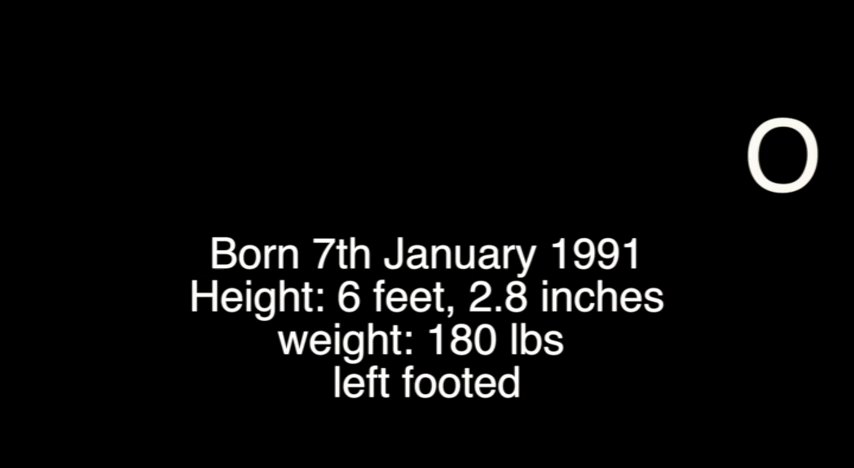 O
Born 7th January 1991
Height: 6 feet, 2.8 inches
weight: 180 lbs
left footed